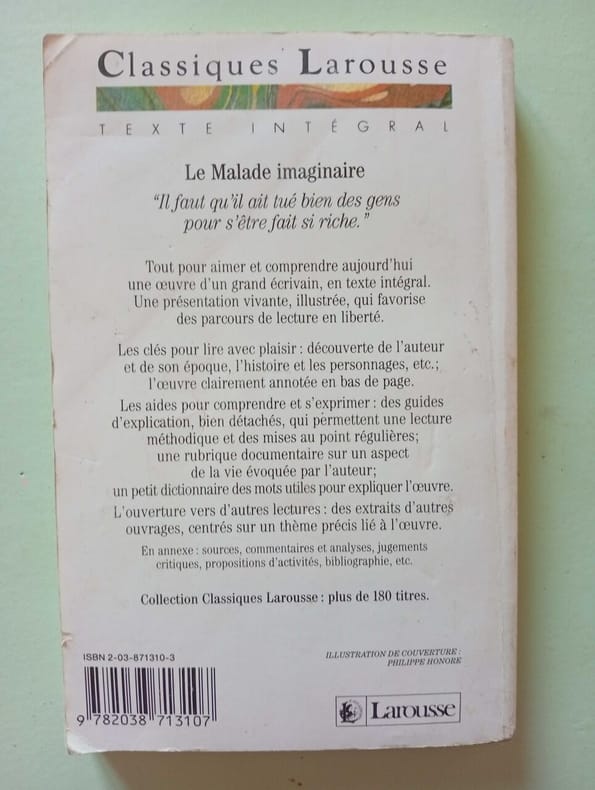 Classiques Larousse
TEXTE INTÉGRAL
Le Malade imaginaire
"Il faut qu'il ait tué bien des gens
pour s'être fait si riche."
Tout pour aimer et comprendre aujourd'hui
une œuvre d'un grand écrivain, en texte intégral.
Une présentation vivante, illustrée, qui favorise
des parcours de lecture en liberté.
Les clés pour lire avec plaisir : découverte de l'auteur
et de son époque, l'histoire et les personnages, etc. ;
l'œuvre clairement annotée en bas de page.
Les aides pour comprendre et s'exprimer : des guides
d'explication, bien détachés, qui permettent une lecture
méthodique et des mises au point régulières ;
une rubrique documentaire sur un aspect
de la vie évoquée par l'auteur ;
un petit dictionnaire des mots utiles pour expliquer l'œuvre.
L'ouverture vers d'autres lectures : des extraits d'autres
ouvrages, centrés sur un thème précis lié à l'œuvre.
En annexe : sources, commentaires et analyses, jugements
critiques, propositions d'activités, bibliographie, etc.
Collection Classiques Larousse : plus de 180 titres.
ISBN 2-03-871310-3
9 782038 713107
ILLUSTRATION DE COUVERTURE :
PHILIPPE HONORE
Larousse